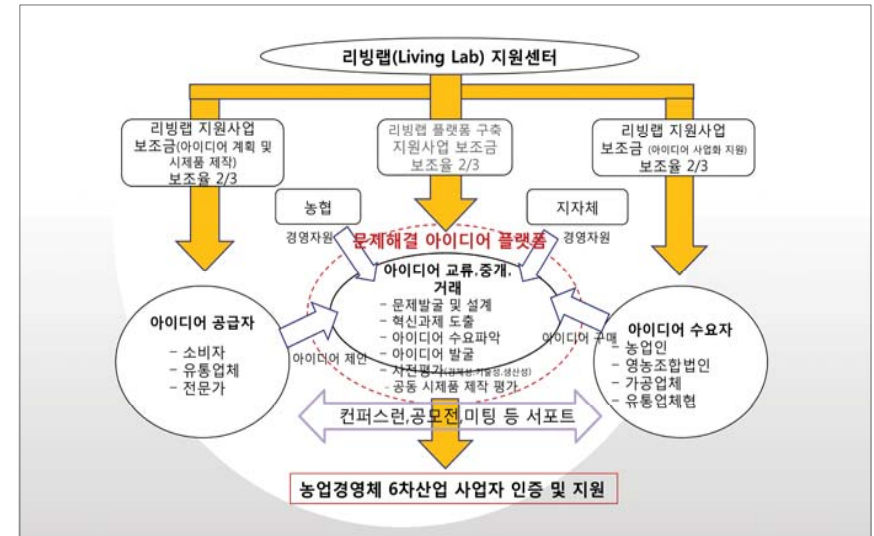 리빙랩(Living Lab) 지원센터
리빙랩 지원사업
보조금(아이디어 계획 및
시제품 제작)
보조율 2/3
리빙랩 플랫폼 구축
지원사업 보조금
보조율 2/3
리빙랩 지원사업
보조금 (아이디어 사업화 지원)
보조율 2/3
농협
지자체
경영자원
경영자원
문제해결 아이디어 플랫폼
아이디어 교류,중개,
거래
– 문제발굴 및 설계
– 혁신과제 도출
– 아이디어 수요파악
– 아이디어 발굴
– 사전평가(경제성,기술성,생산성)
– 공동 시제품 제작 평가
아이디어 공급자
– 소비자
– 유통업체
– 전문가
아이디어 제안
아이디어 구매
아이디어 수요자
– 농업인
– 영농조합법인
– 가공업체
– 유통업체협
컨퍼스런,공모전,미팅 등 서포트
농업경영체 6차산업 사업자 인증 및 지원